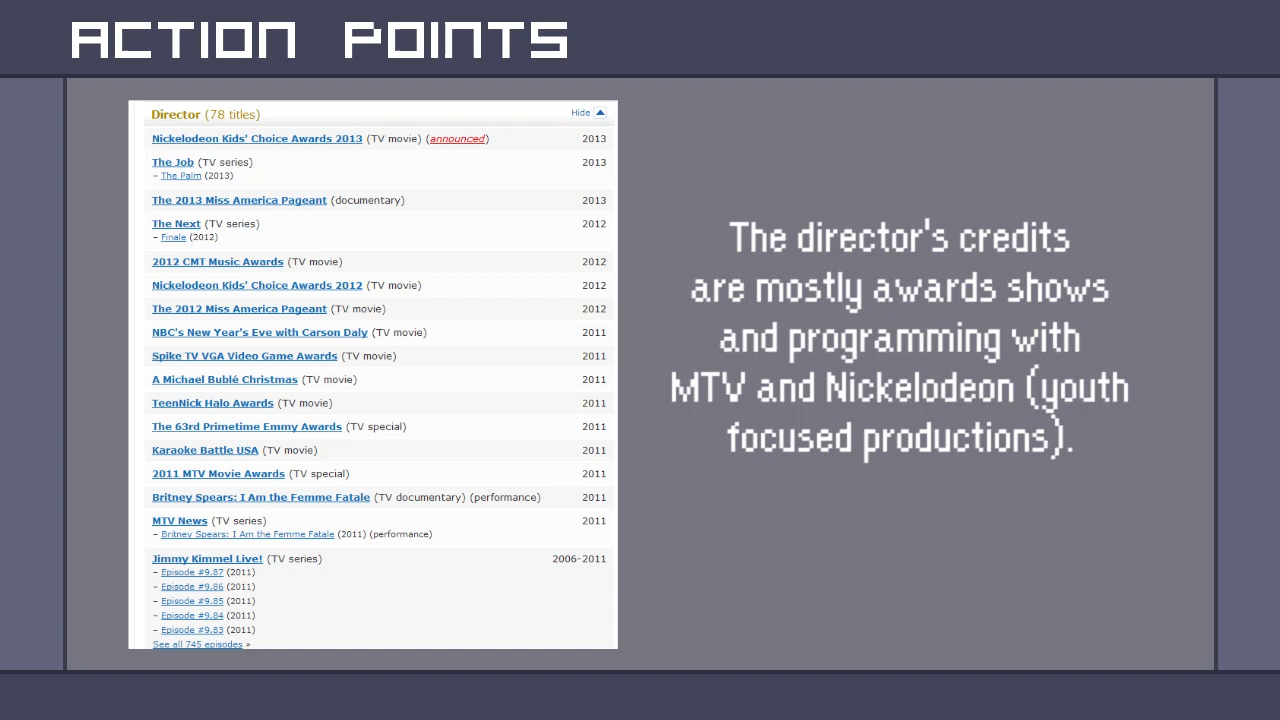 ACTION POINTS
Director (78 titles) Hide
Nickelodeon Kids' Choice Awards 2013 (TV movie) (announced) 2013
The Job (TV series) 2013
– The Palm (2013)
The 2013 Miss America Pageant (documentary) 2013
The Next (TV series) 2012
– Finale (2012)
2012 CMT Music Awards (TV movie) 2012
Nickelodeon Kids' Choice Awards 2012 (TV movie) 2012
The 2012 Miss America Pageant (TV movie) 2012
NBC's New Year's Eve with Carson Daly (TV movie) 2011
Spike TV VGA Video Game Awards (TV movie) 2011
A Michael Bublé Christmas (TV movie) 2011
TeenNick Halo Awards (TV movie) 2011
The 63rd Primetime Emmy Awards (TV special) 2011
Karaoke Battle USA (TV movie) 2011
2011 MTV Movie Awards (TV special) 2011
Britney Spears: I Am the Femme Fatale (TV documentary) (performance) 2011
MTV News (TV series) 2011
– Britney Spears: I Am the Femme Fatale (2011) (performance)
Jimmy Kimmel Live! (TV series) 2006-2011
– Episode #9.87 (2011)
– Episode #9.86 (2011)
– Episode #9.85 (2011)
– Episode #9.84 (2011)
– Episode #9.83 (2011)
See all 745 episodes »
The director's credits
are mostly awards shows
and programming with
MTV and Nickelodeon (youth
focused productions).